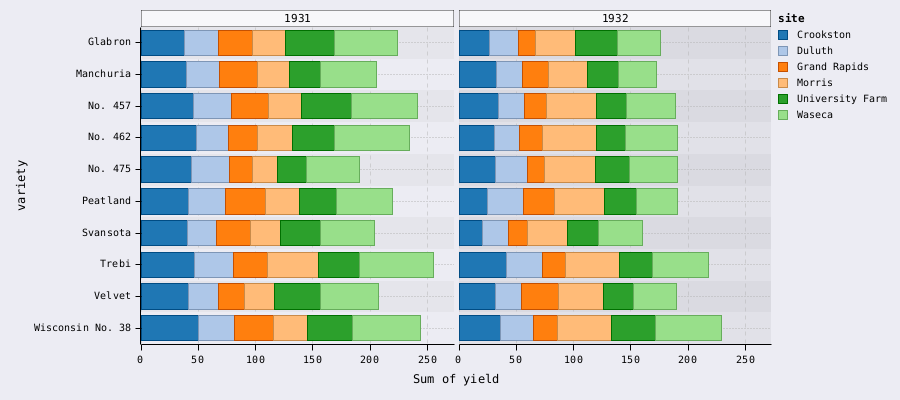 1931
1932
site
Crookston
Duluth
Grand Rapids
Morris
University Farm
Waseca
variety
Glabron
Manchuria
No. 457
No. 462
No. 475
Peatland
Svansota
Trebi
Velvet
Wisconsin No. 38
0 50 100 150 200 250
0 50 100 150 200 250
Sum of yield